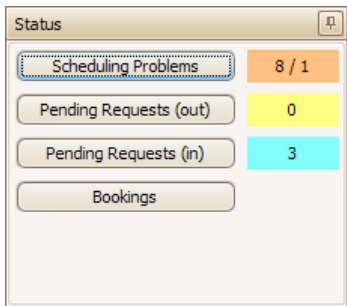 Status
Scheduling Problems 8 / 1
Pending Requests (out) 0
Pending Requests (in) 3
Bookings